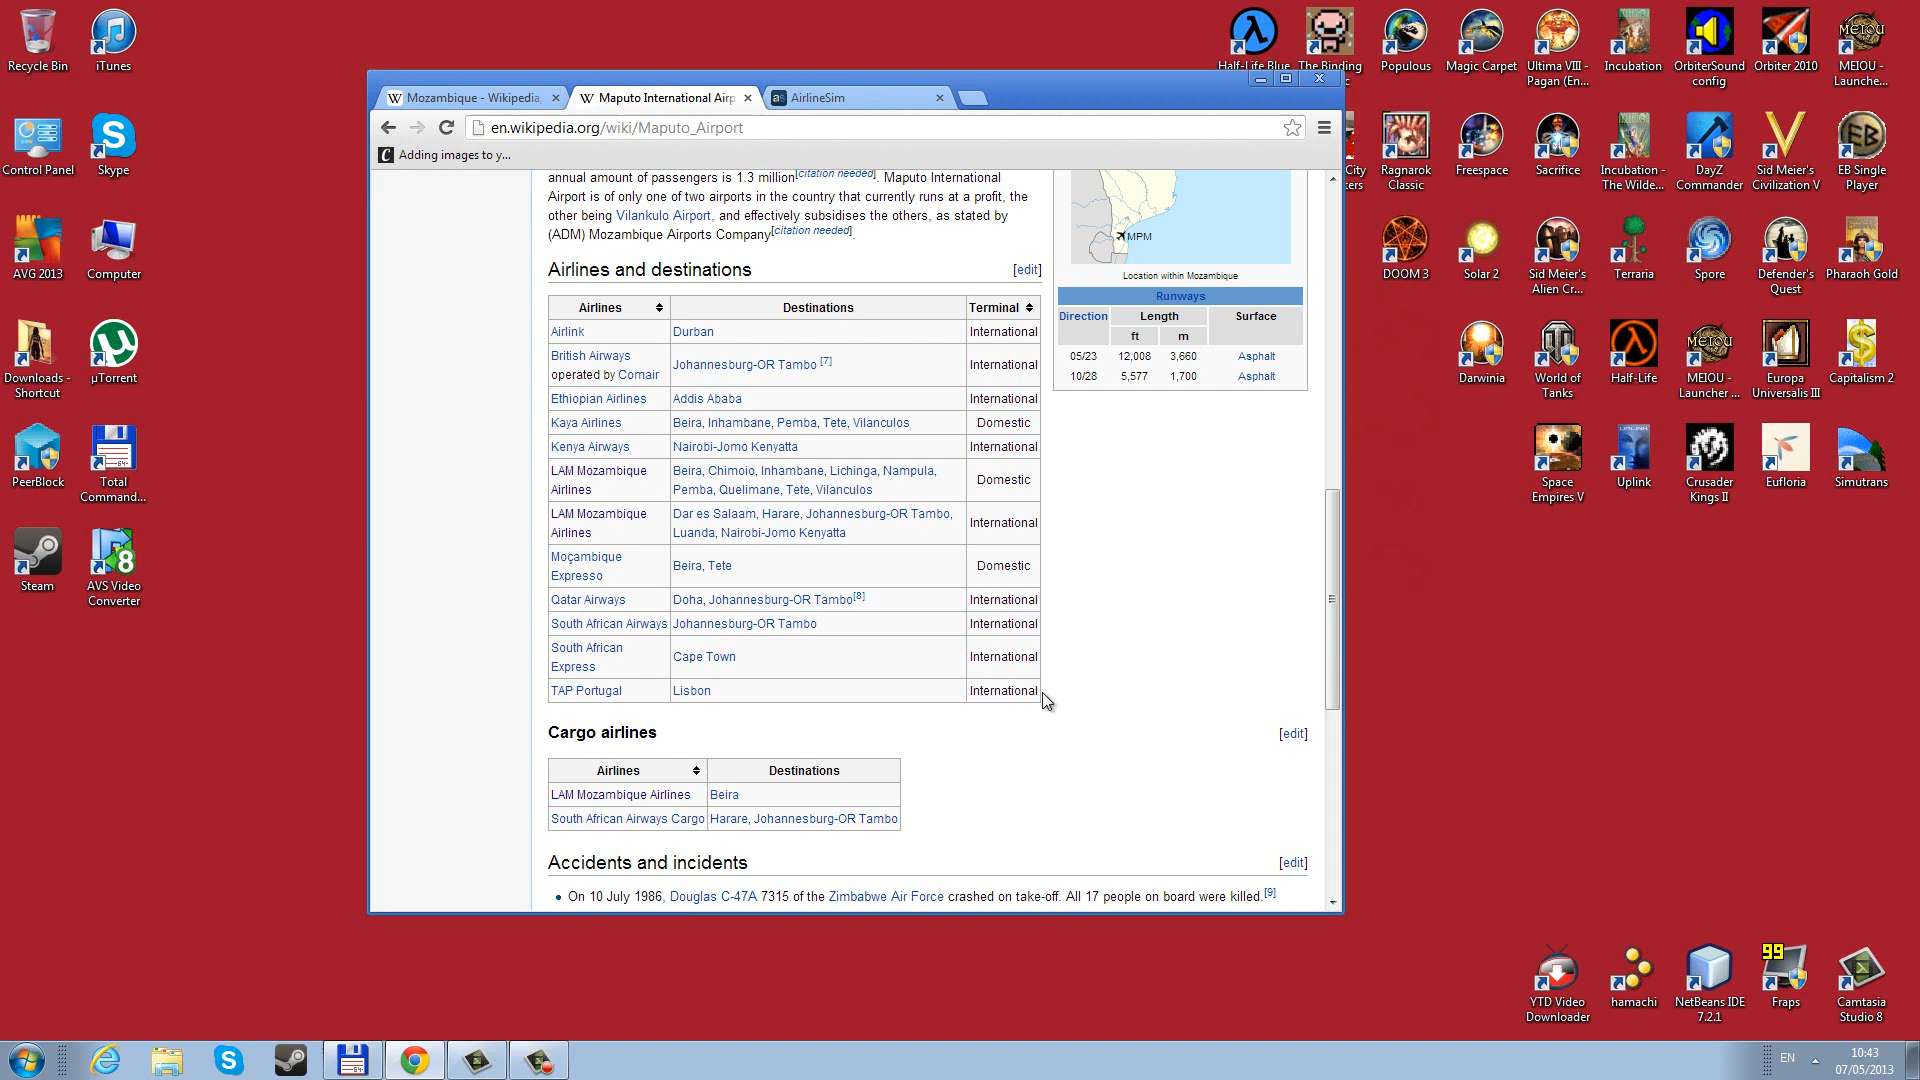 Recycle Bin
iTunes
Control Panel
Skype
AVG 2013
Computer
Downloads -
Shortcut
µTorrent
PeerBlock
Total
Command...
Steam
AVS Video
Converter
Mozambique - Wikipedia,
Maputo International Airp
AirlineSim
en.wikipedia.org/wiki/Maputo_Airport
Adding images to y...
annual amount of passengers is 1.3 million[citation needed]. Maputo International
Airport is of only one of two airports in the country that currently runs at a profit, the
other being Vilankulo Airport, and effectively subsidises the others, as stated by
(ADM) Mozambique Airports Company[citation needed].
Airlines and destinations [edit]
Airlines Destinations Terminal
Airlink Durban International
British Airways
operated by Comair Johannesburg-OR Tambo [7] International
Ethiopian Airlines Addis Ababa International
Kaya Airlines Beira, Inhambane, Pemba, Tete, Vilanculos Domestic
Kenya Airways Nairobi-Jomo Kenyatta International
LAM Mozambique Beira, Chimoio, Inhambane, Lichinga, Nampula,
Airlines Pemba, Quelimane, Tete, Vilanculos Domestic
LAM Mozambique Dar es Salaam, Harare, Johannesburg-OR Tambo,
Airlines Luanda, Nairobi-Jomo Kenyatta International
Moçambique
Expresso Beira, Tete Domestic
Qatar Airways Doha, Johannesburg-OR Tambo[8] International
South African Airways Johannesburg-OR Tambo International
South African
Express Cape Town International
TAP Portugal Lisbon International
MPM
Location within Mozambique
Runways
Direction Length Surface
ft m
05/23 12,008 3,660 Asphalt
10/28 5,577 1,700 Asphalt
Cargo airlines [edit]
Airlines Destinations
LAM Mozambique Airlines Beira
South African Airways Cargo Harare, Johannesburg-OR Tambo
Accidents and incidents [edit]
• On 10 July 1986, Douglas C-47A 7315 of the Zimbabwe Air Force crashed on take-off. All 17 people on board were killed.[9]
Half-Life Blue
The Binding
Populous
Magic Carpet
Ultima VIII -
Pagan (En...
Incubation
OrbiterSound
config
Orbiter 2010
MEIOU -
Launche...
City
ters
Ragnarok
Classic
Freespace
Sacrifice
Incubation -
The Wilde...
DayZ
Commander
Sid Meier's
Civilization V
EB Single
Player
DOOM 3
Solar 2
Sid Meier's
Alien Cr...
Terraria
Spore
Defender's
Quest
Pharaoh Gold
Darwinia
World of
Tanks
Half-Life
MEIOU -
Launcher ...
Europa
Universalis III
Capitalism 2
Space
Empires V
Uplink
Crusader
Kings II
Eufloria
Simutrans
YTD Video
Downloader
hamachi
NetBeans IDE
7.2.1
99
Fraps
Camtasia
Studio 8
EN
10:43
07/05/2013